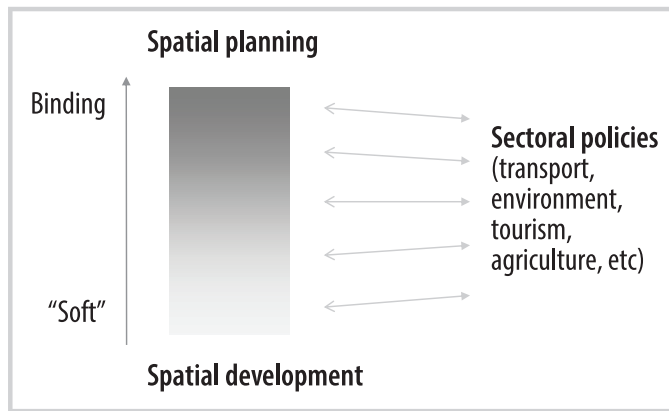 Spatial planning
Binding
Sectoral policies
(transport,
environment,
tourism,
agriculture, etc)
“Soft”
Spatial development